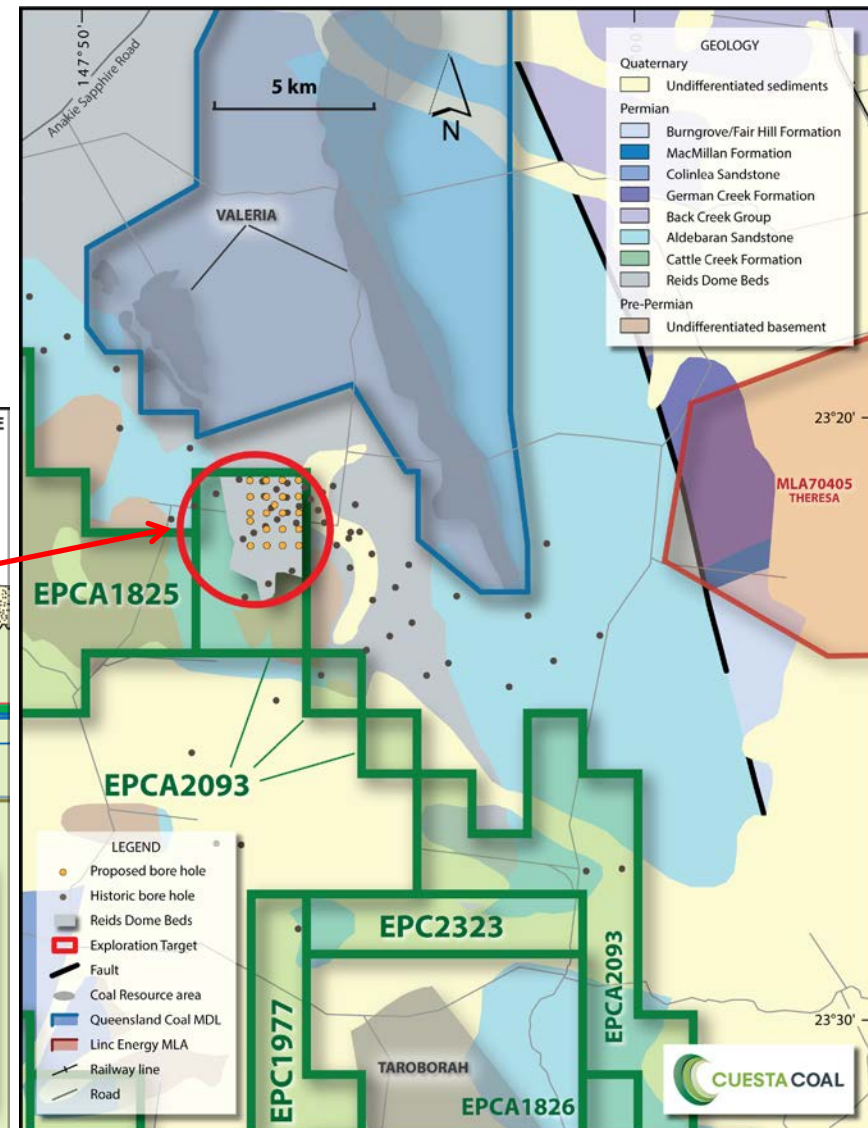 147°50'
Anakie Sapphire Road
5 km
N
VALERIA
GEOLOGY
Quaternary
Undifferentiated sediments
Permian
Burngrove/Fair Hill Formation
MacMillan Formation
Colinlea Sandstone
German Creek Formation
Back Creek Group
Aldebaran Sandstone
Cattle Creek Formation
Reids Dome Beds
Pre-Permian
Undifferentiated basement
23°20'
MLA70405
THERESA
E
EPCA1825
EPCA2093
LEGEND
Proposed bore hole
Historic bore hole
Reids Dome Beds
Exploration Target
Fault
Coal Resource area
Queensland Coal MDL
Linc Energy MLA
Railway line
Road
EPC2323
EPCA2093
EPC1977
TAROBORAH
EPCA1826
23°30'
CUESTA COAL